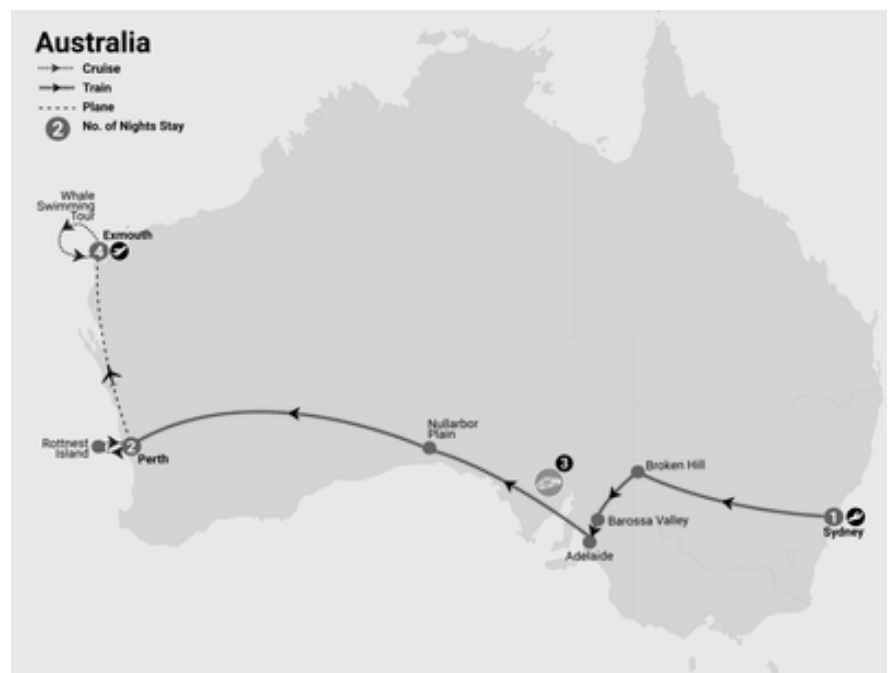 Australia
Cruise
Train
Plane
2
No. of Nights Stay
Whale
Swimming
Tour
Exmouth
4
Nullarbor
Plain
Rottnest
Island
2
Perth
3
Broken Hill
Barossa Valley
1
Sydney
Adelaide